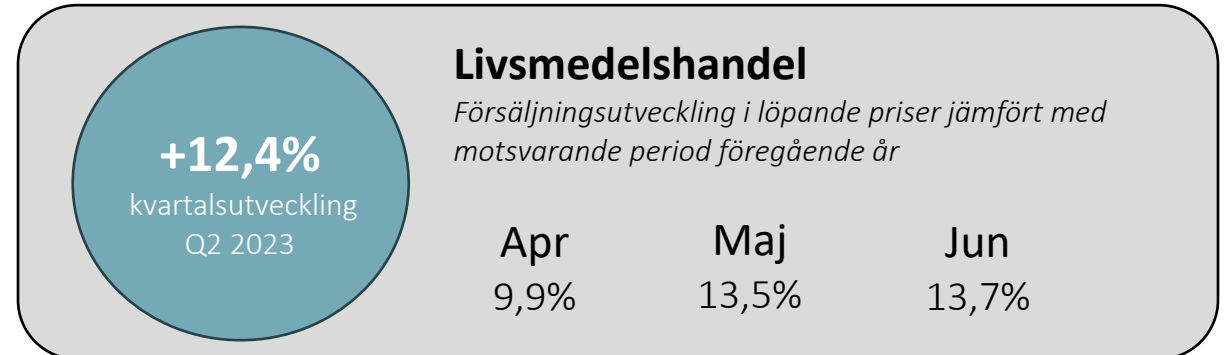 +12,4%
kvartalsutveckling
Q2 2023
Livsmedelshandel
Försäljningsutveckling i löpande priser jämfört med
motsvarande period föregående år
Apr Maj Jun
9,9% 13,5% 13,7%